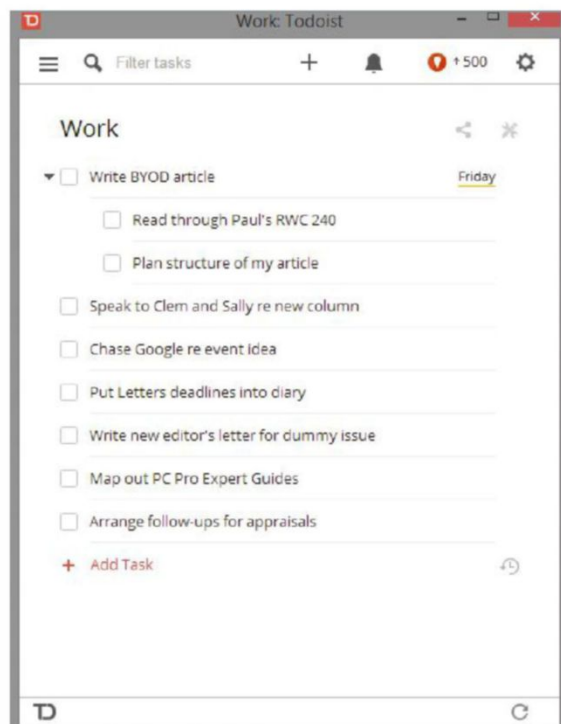 Work: Todoist
Filter tasks
500
Work
Write BYOD article
Friday
Read through Paul's RWC 240
Plan structure of my article
Speak to Clem and Sally re new column
Chase Google re event idea
Put Letters deadlines into diary
Write new editor's letter for dummy issue
Map out PC Pro Expert Guides
Arrange follow-ups for appraisals
+ Add Task